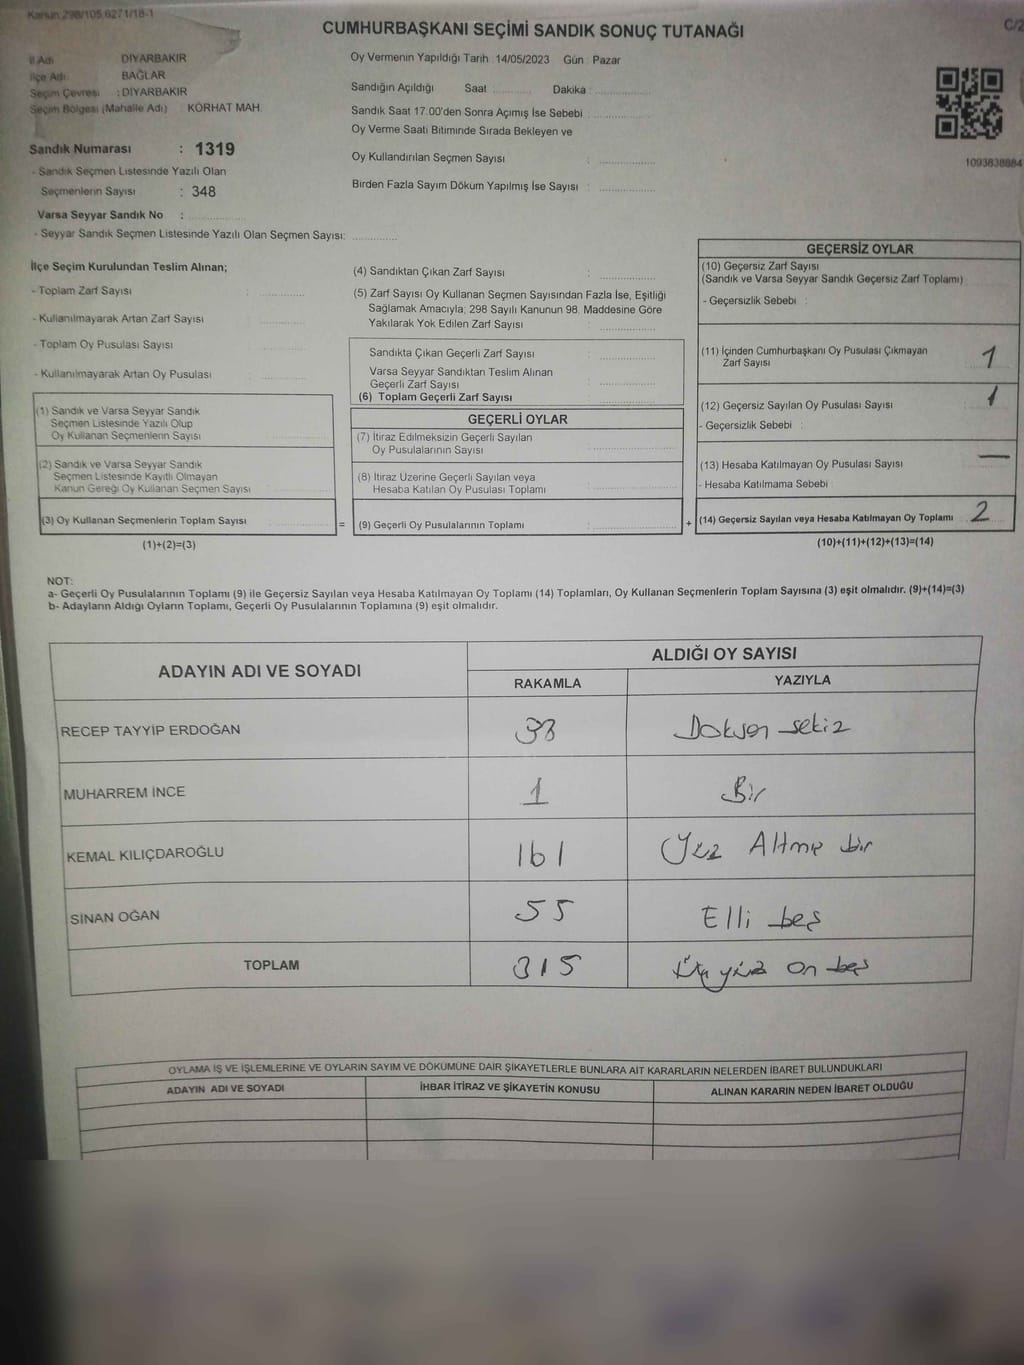 Kanun 298/105,6271/18-1
C/2
CUMHURBAŞKANI SEÇİMİ SANDIK SONUÇ TUTANAĞI
İl Adı DİYARBAKIR
İlçe Adı BAĞLAR
Seçim Çevresi : DİYARBAKIR
Seçim Bölgesi (Mahalle Adı) : KORHAT MAH.
Sandık Numarası : 1319
- Sandık Seçmen Listesinde Yazılı Olan
Seçmenlerin Sayısı : 348
Varsa Seyyar Sandık No :
- Seyyar Sandık Seçmen Listesinde Yazılı Olan Seçmen Sayısı:
Oy Vermenin Yapıldığı Tarih : 14/05/2023 Gün : Pazar
Sandığın Açıldığı Saat Dakika :
Sandık Saat 17:00'den Sonra Açımış İse Sebebi :
Oy Verme Saati Bitiminde Sırada Bekleyen ve
Oy Kullandırılan Seçmen Sayısı :
Birden Fazla Sayım Döküm Yapılmış İse Sayısı :
1093838884
İlçe Seçim Kurulundan Teslim Alınan;
- Toplam Zarf Sayısı :
- Kullanılmayarak Artan Zarf Sayısı
- Toplam Oy Pusulası Sayısı
- Kullanılmayarak Artan Oy Pusulası
(1) Sandık ve Varsa Seyyar Sandık
Seçmen Listesinde Yazılı Olup
Oy Kullanan Seçmenlerin Sayısı
(2) Sandık ve Varsa Seyyar Sandık
Seçmen Listesinde Kayıtlı Olmayan
Kanun Gereği Oy Kullanan Seçmen Sayısı
(3) Oy Kullanan Seçmenlerin Toplam Sayısı
(1)+(2)=(3)
(4) Sandıktan Çıkan Zarf Sayısı :
(5) Zarf Sayısı Oy Kullanan Seçmen Sayısından Fazla İse, Eşitliği
Sağlamak Amacıyla; 298 Sayılı Kanunun 98. Maddesine Göre
Yakılarak Yok Edilen Zarf Sayısı :
Sandıkta Çıkan Geçerli Zarf Sayısı :
Varsa Seyyar Sandıktan Teslim Alınan
Geçerli Zarf Sayısı :
(6) Toplam Geçerli Zarf Sayısı :
GEÇERLİ OYLAR
(7) İtiraz Edilmeksizin Geçerli Sayılan
Oy Pusulalarının Sayısı :
(8) İtiraz Üzerine Geçerli Sayılan veya
Hesaba Katılan Oy Pusulası Toplamı :
= (9) Geçerli Oy Pusulalarının Toplamı :
GEÇERSİZ OYLAR
(10) Geçersiz Zarf Sayısı
(Sandık ve Varsa Seyyar Sandık Geçersiz Zarf Toplamı)
- Geçersizlik Sebebi :
(11) İçinden Cumhurbaşkanı Oy Pusulası Çıkmayan
Zarf Sayısı 1
(12) Geçersiz Sayılan Oy Pusulası Sayısı 1
- Geçersizlik Sebebi :
(13) Hesaba Katılmayan Oy Pusulası Sayısı —
- Hesaba Katılmama Sebebi
+ (14) Geçersiz Sayılan veya Hesaba Katılmayan Oy Toplamı 2
(10)+(11)+(12)+(13)=(14)
NOT:
a- Geçerli Oy Pusulalarının Toplamı (9) ile Geçersiz Sayılan veya Hesaba Katılmayan Oy Toplamı (14) Toplamları, Oy Kullanan Seçmenlerin Toplam Sayısına (3) eşit olmalıdır. (9)+(14)=(3)
b- Adayların Aldığı Oyların Toplamı, Geçerli Oy Pusulalarının Toplamına (9) eşit olmalıdır.
ADAYIN ADI VE SOYADI
ALDIĞI OY SAYISI
RAKAMLA YAZIYLA
RECEP TAYYİP ERDOĞAN 98 Doksan sekiz
MUHARREM İNCE 1 Bir
KEMAL KILIÇDAROĞLU 161 Yüz Altmış bir
SİNAN OĞAN 55 Elli beş
TOPLAM 315 Üçyüz on beş
OYLAMA İŞ VE İŞLEMLERİNE VE OYLARIN SAYIM VE DÖKÜMÜNE DAİR ŞİKAYETLERLE BUNLARA AİT KARARLARIN NELERDEN İBARET BULUNDUKLARI
ADAYIN ADI VE SOYADI İHBAR İTİRAZ VE ŞİKAYETİN KONUSU ALINAN KARARIN NEDEN İBARET OLDUĞU